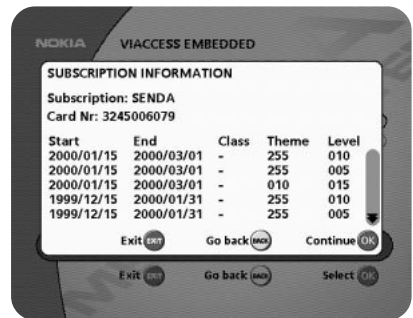 NOKIA VIACCESS EMBEDDED
SUBSCRIPTION INFORMATION
Subscription: SENDA
Card Nr: 3245006079
Start End Class Theme Level
2000/01/15 2000/03/01 - 255 010
2000/01/15 2000/03/01 - 255 005
2000/01/15 2000/03/01 - 010 015
1999/12/15 2000/01/31 - 255 010
1999/12/15 2000/01/31 - 255 005
Exit EXIT Go back BACK Continue OK
Exit EXIT Go back BACK Select OK